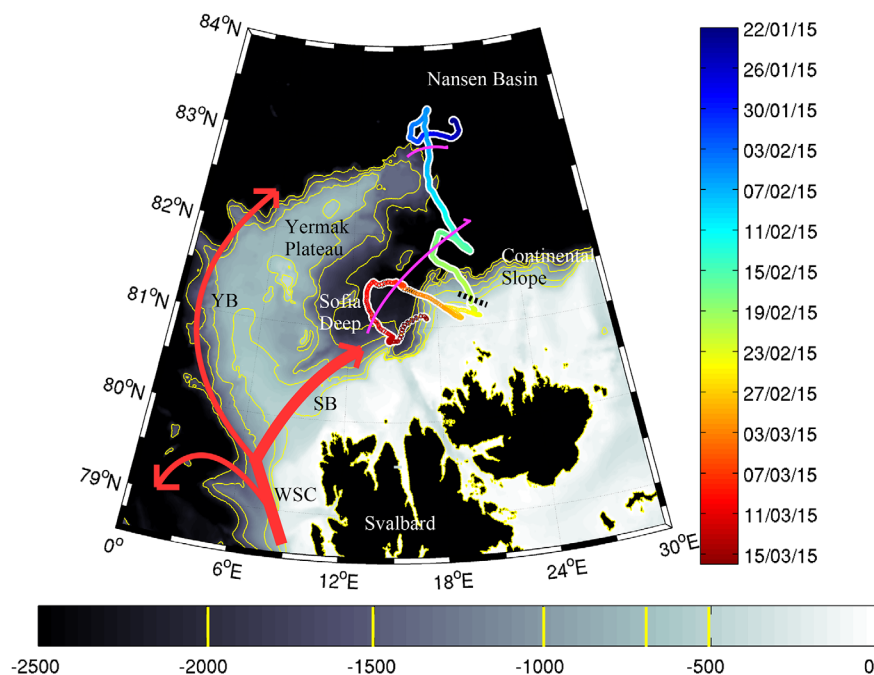 84°N
22/01/15
26/01/15
Nansen Basin
83°N
30/01/15
03/02/15
82°N
07/02/15
Yermak
Plateau
11/02/15
Continental
Slope
81°N
YB
Sofia
Deep
15/02/15
19/02/15
23/02/15
80°N
SB
27/02/15
03/03/15
79°N
WSC
07/03/15
Svalbard
11/03/15
0°
6°E
12°E
18°E
24°E
30°E
15/03/15
-2500
-2000
-1500
-1000
-500
0